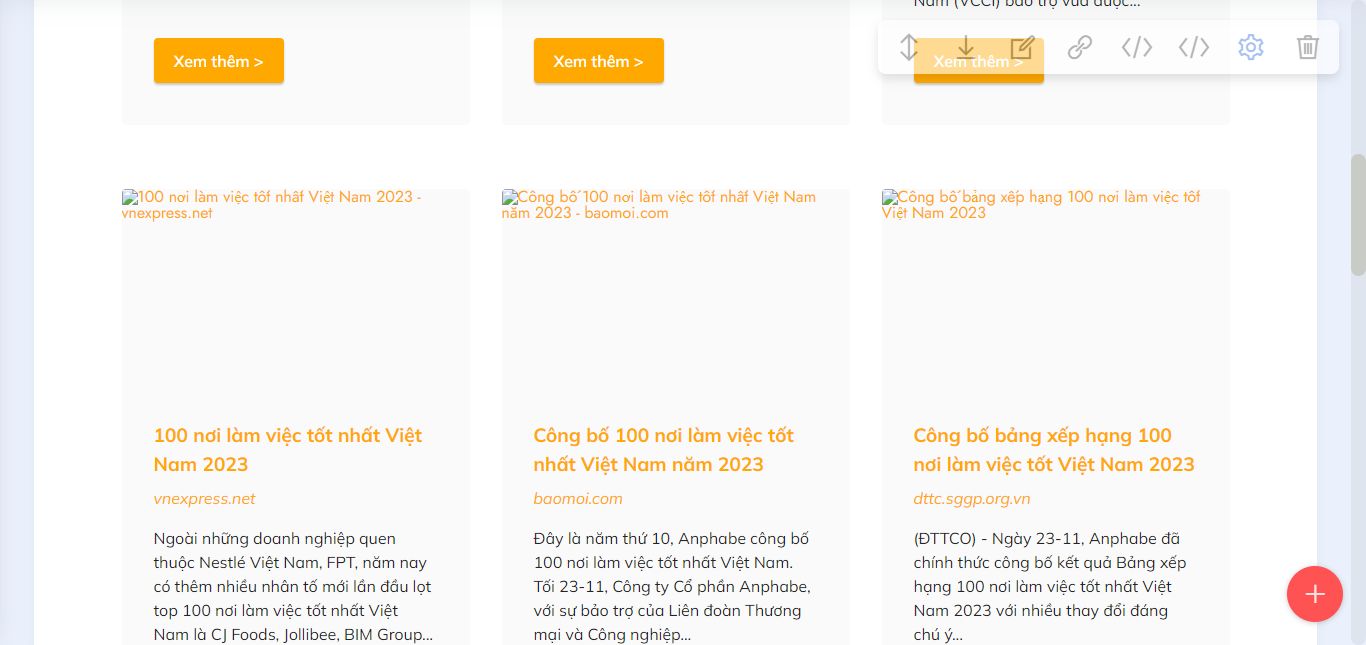 Nam (VCCI) bảo trợ vừa được...
Xem thêm >
Xem thêm >
Xem thêm >
100 nơi làm việc tốt nhất Việt Nam 2023 -
vnexpress.net
Công bố 100 nơi làm việc tốt nhất Việt Nam
năm 2023 - baomoi.com
Công bố bảng xếp hạng 100 nơi làm việc tốt
Việt Nam 2023
100 nơi làm việc tốt nhất Việt
Nam 2023
vnexpress.net
Ngoài những doanh nghiệp quen
thuộc Nestlé Việt Nam, FPT, năm nay
có thêm nhiều nhân tố mới lần đầu lọt
top 100 nơi làm việc tốt nhất Việt
Nam là CJ Foods, Jollibee, BIM Group...
Công bố 100 nơi làm việc tốt
nhất Việt Nam năm 2023
baomoi.com
Đây là năm thứ 10, Anphabe công bố
100 nơi làm việc tốt nhất Việt Nam.
Tối 23-11, Công ty Cổ phần Anphabe,
với sự bảo trợ của Liên đoàn Thương
mại và Công nghiệp...
Công bố bảng xếp hạng 100
nơi làm việc tốt Việt Nam 2023
dttc.sggp.org.vn
(ĐTTCO) - Ngày 23-11, Anphabe đã
chính thức công bố kết quả Bảng xếp
hạng 100 nơi làm việc tốt nhất Việt
Nam 2023 với nhiều thay đổi đáng
chú ý...